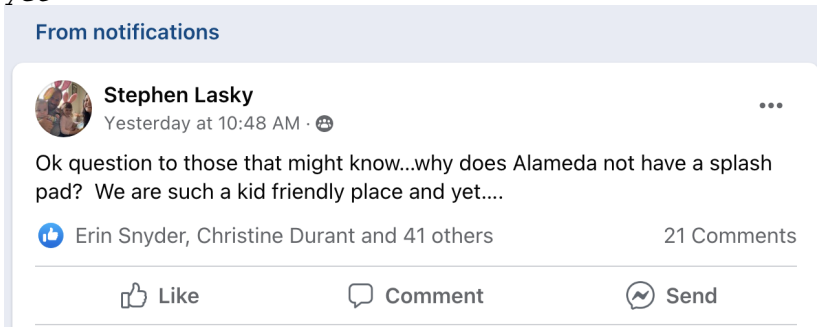 From notifications
Stephen Lasky
Yesterday at 10:48 AM ·
Ok question to those that might know...why does Alameda not have a splash
pad?  We are such a kid friendly place and yet....
Erin Snyder, Christine Durant and 41 others 21 Comments
Like Comment Send